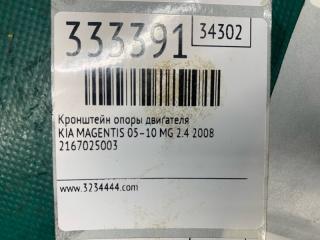 333391
34302
Кронштейн опоры двигателя
KIA MAGENTIS 05-10 MG 2.4 2008
2167025003
www.3234444.com